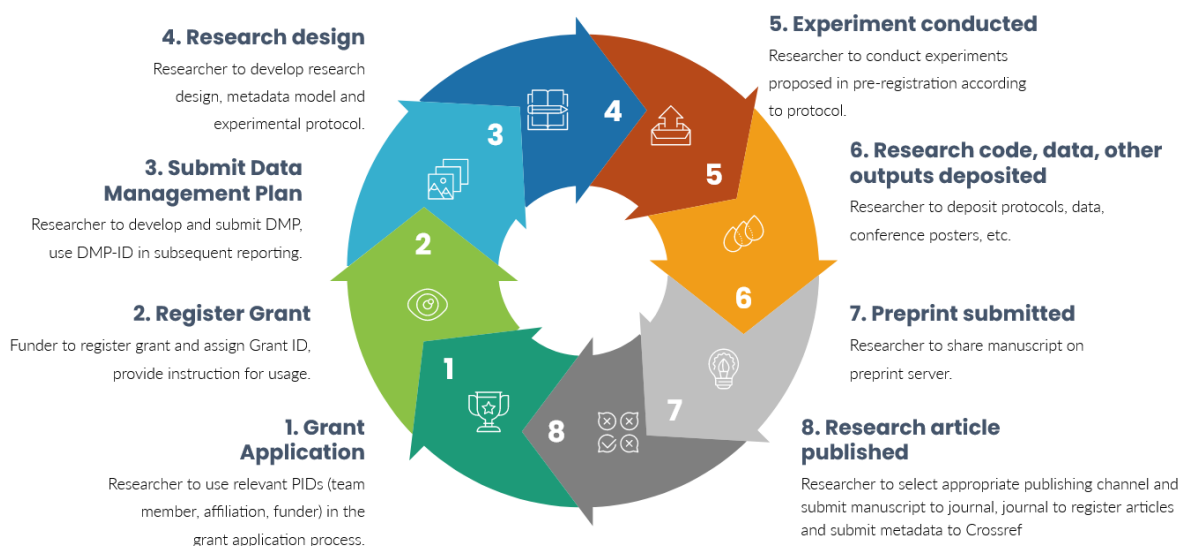 4. Research design
Researcher to develop research
design, metadata model and
experimental protocol.
3. Submit Data
Management Plan
Researcher to develop and submit DMP,
use DMP-ID in subsequent reporting.
2. Register Grant
Funder to register grant and assign Grant ID,
provide instruction for usage.
1. Grant
Application
Researcher to use relevant PIDs (team
member, affiliation, funder) in the
grant application process.
4
3
2
1
8
7
6
5
5. Experiment conducted
Researcher to conduct experiments
proposed in pre-registration according
to protocol.
6. Research code, data, other
outputs deposited
Researcher to deposit protocols, data,
conference posters, etc.
7. Preprint submitted
Researcher to share manuscript on
preprint server.
8. Research article
published
Researcher to select appropriate publishing channel and
submit manuscript to journal, journal to register articles
and submit metadata to Crossref